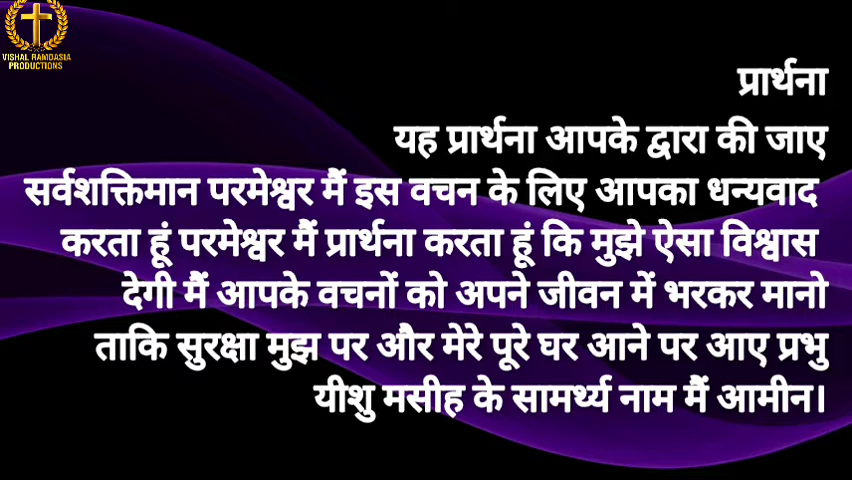 VISHAL RAMDASIA
PRODUCTIONS
प्रार्थना
यह प्रार्थना आपके द्वारा की जाए
सर्वशक्तिमान परमेश्वर मैं इस वचन के लिए आपका धन्यवाद
करता हूं परमेश्वर मैं प्रार्थना करता हूं कि मुझे ऐसा विश्वास
देगी मैं आपके वचनों को अपने जीवन में भरकर मानो
ताकि सुरक्षा मुझ पर और मेरे पूरे घर आने पर आए प्रभु
यीशु मसीह के सामर्थ्य नाम मैं आमीन।